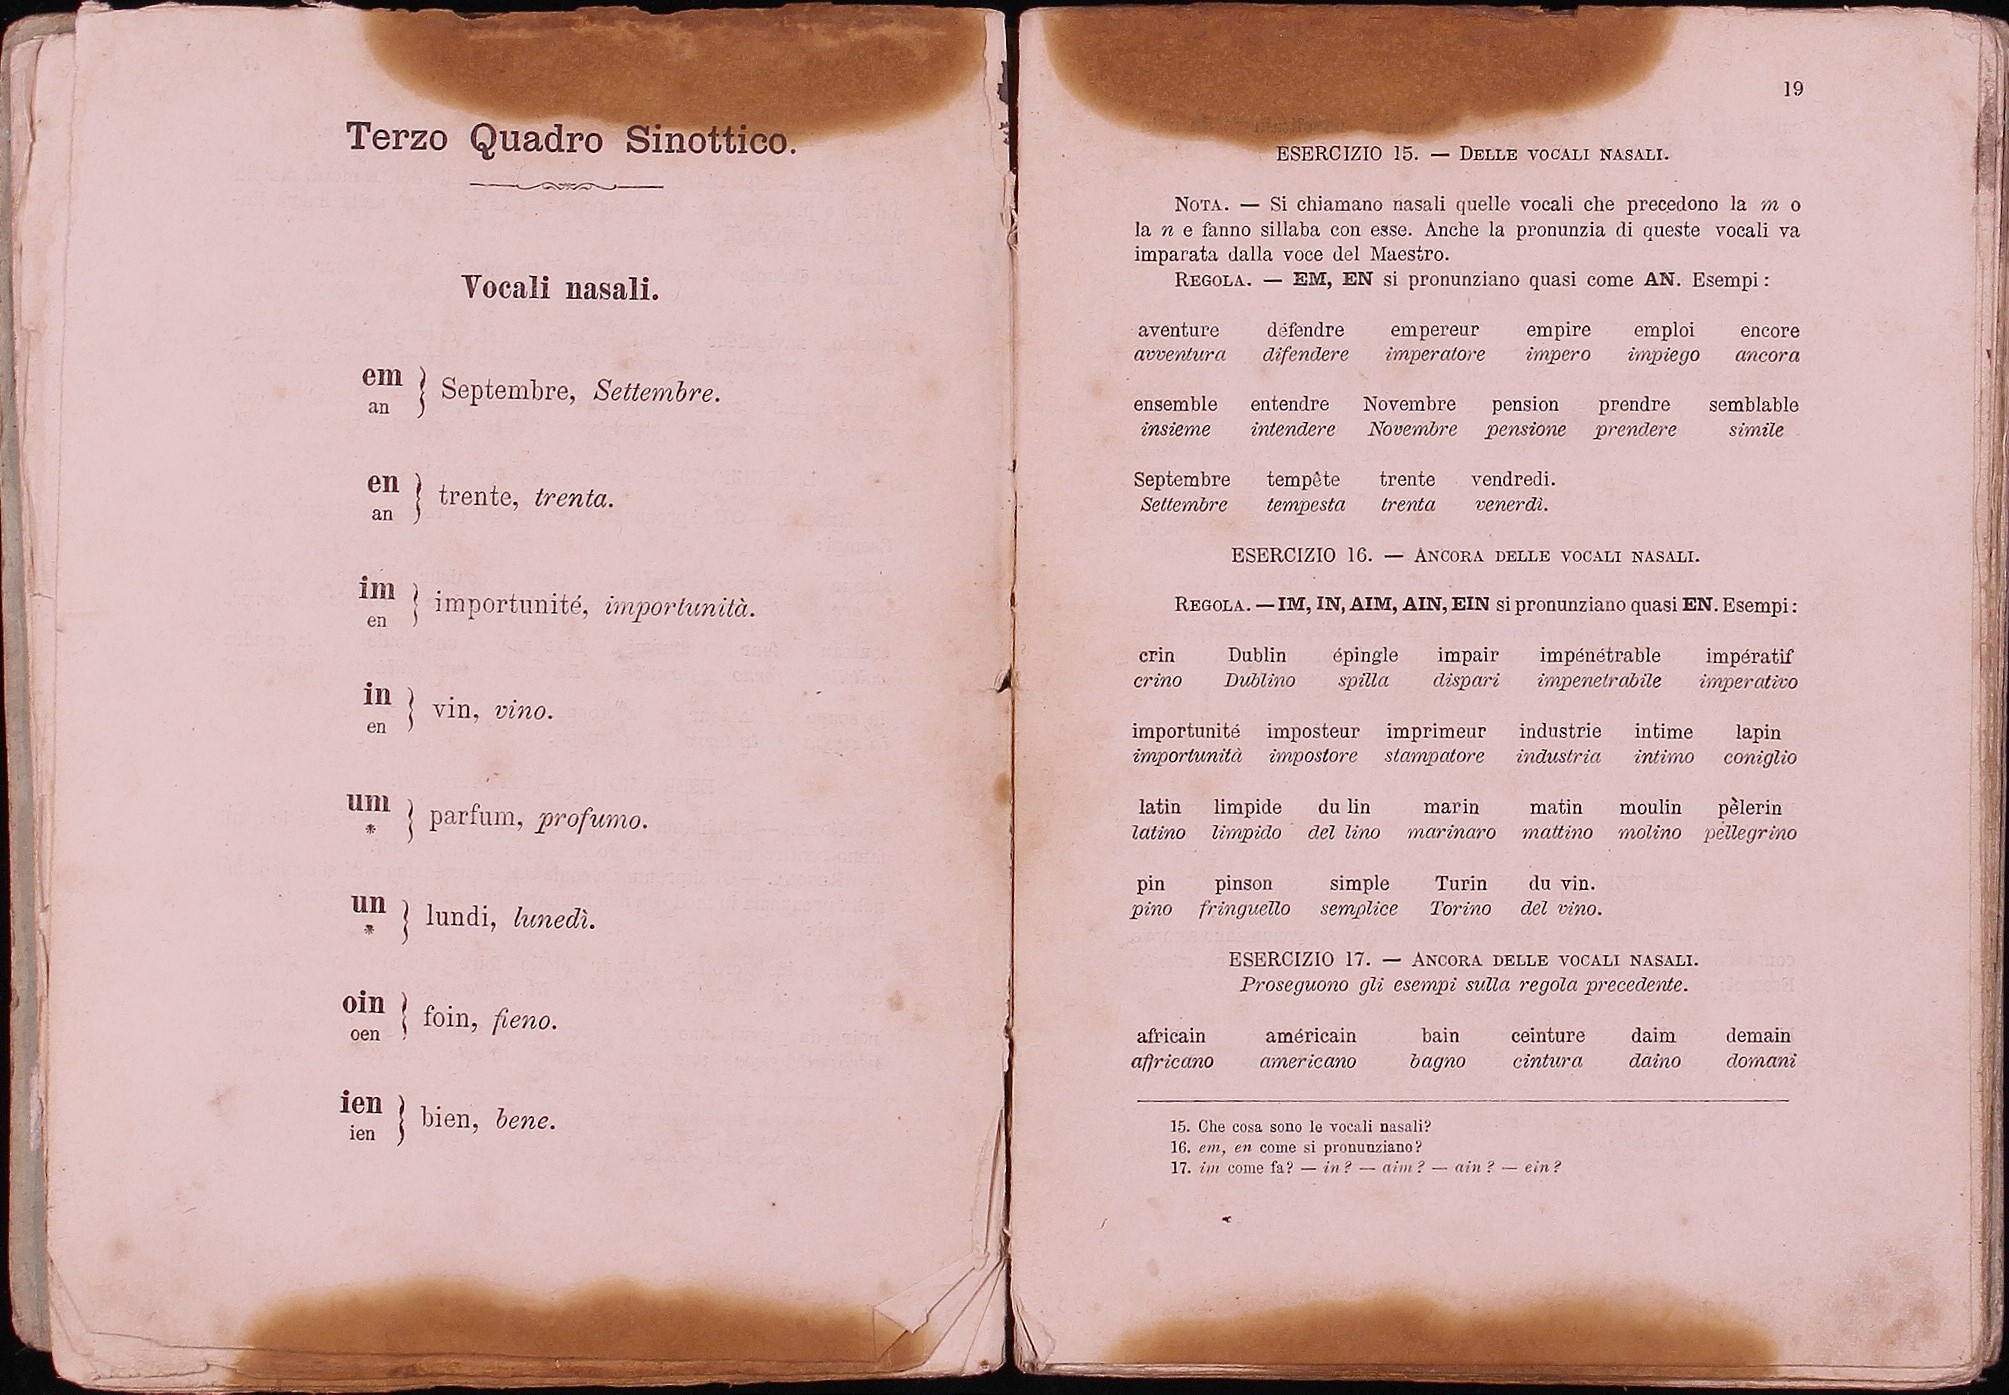 Terzo Quadro Sinottico.
Vocali nasali.
em
an } Septembre, Settembre.
en
an } trente, trenta.
im
en } importunité, importunità.
in
en } vin, vino.
um
* } parfum, profumo.
un
* } lundi, lunedì.
oin
oen } foin, fieno.
ien
ien } bien, bene.
19
ESERCIZIO 15. — DELLE VOCALI NASALI.
NOTA. — Si chiamano nasali quelle vocali che precedono la m o
la n e fanno sillaba con esse. Anche la pronunzia di queste vocali va
imparata dalla voce del Maestro.
REGOLA. — EM, EN si pronunziano quasi come AN. Esempi:
aventure défendre empereur empire emploi encore
avventura difendere imperatore impero impiego ancora
ensemble entendre Novembre pension prendre semblable
insieme intendere Novembre pensione prendere simile
Septembre tempête trente vendredi.
Settembre tempesta trenta venerdì.
ESERCIZIO 16. — ANCORA DELLE VOCALI NASALI.
REGOLA. — IM, IN, AIM, AIN, EIN si pronunziano quasi EN. Esempi:
crin Dublin épingle impair impénétrable impératif
crino Dublino spilla dispari impenetrabile imperativo
importunité imposteur imprimeur industrie intime lapin
importunità impostore stampatore industria intimo coniglio
latin limpide du lin marin matin moulin pèlerin
latino limpido del lino marinaro mattino molino pellegrino
pin pinson simple Turin du vin.
pino fringuello semplice Torino del vino.
ESERCIZIO 17. — ANCORA DELLE VOCALI NASALI.
Proseguono gli esempi sulla regola precedente.
africain américain bain ceinture daim demain
affricano americano bagno cintura daino domani
15. Che cosa sono le vocali nasali?
16. em, en come si pronunziano?
17. im come fa? — in? — aim? — ain? — ein?